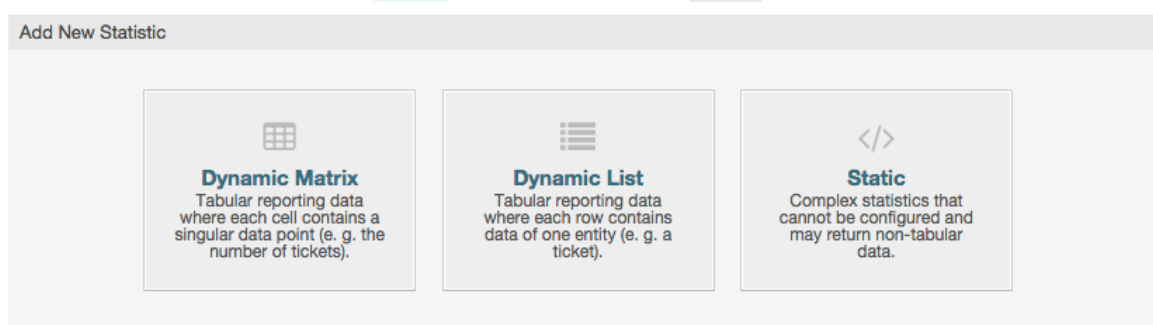 Add New Statistic
Dynamic Matrix
Tabular reporting data
where each cell contains a
singular data point (e. g. the
number of tickets).
Dynamic List
Tabular reporting data
where each row contains
data of one entity (e. g. a
ticket).
Static
Complex statistics that
cannot be configured and
may return non-tabular
data.